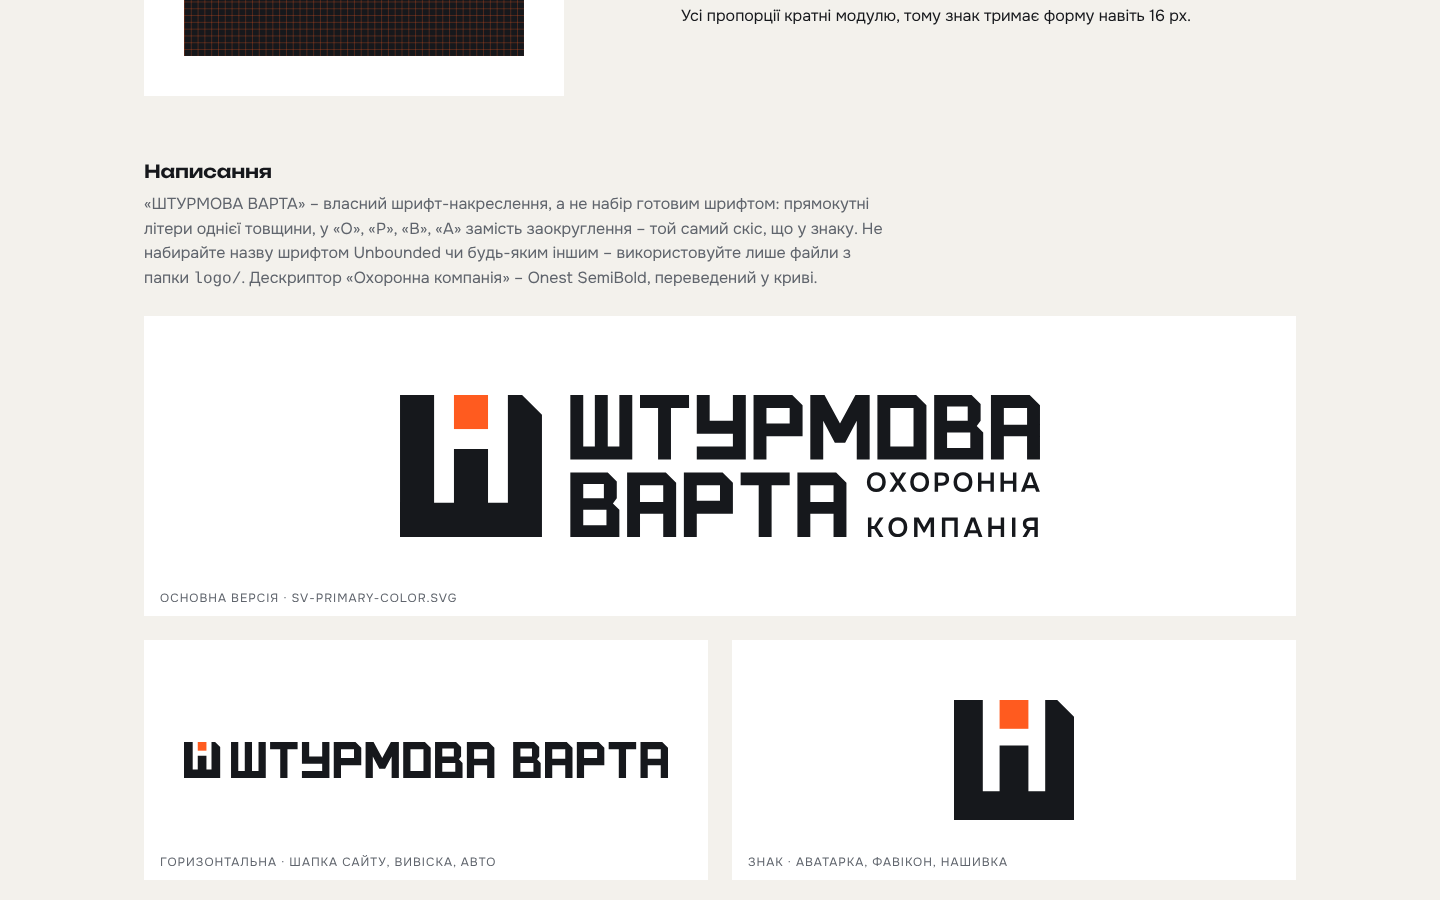 Усі пропорції кратні модулю, тому знак тримає форму навіть 16 px.
Написання
«ШТУРМОВА ВАРТА» – власний шрифт-накреслення, а не набір готовим шрифтом: прямокутні
літери однієї товщини, у «О», «Р», «В», «А» замість заокруглення – той самий скіс, що у знаку. Не
набирайте назву шрифтом Unbounded чи будь-яким іншим – використовуйте лише файли з
папки logo/. Дескриптор «Охоронна компанія» – Onest SemiBold, переведений у криві.
ШТУРМОВА
ВАРТА ОХОРОННА
КОМПАНІЯ
ОСНОВНА ВЕРСІЯ · SV-PRIMARY-COLOR.SVG
ШТУРМОВА ВАРТА
ГОРИЗОНТАЛЬНА · ШАПКА САЙТУ, ВИВІСКА, АВТО
ЗНАК · АВАТАРКА, ФАВІКОН, НАШИВКА